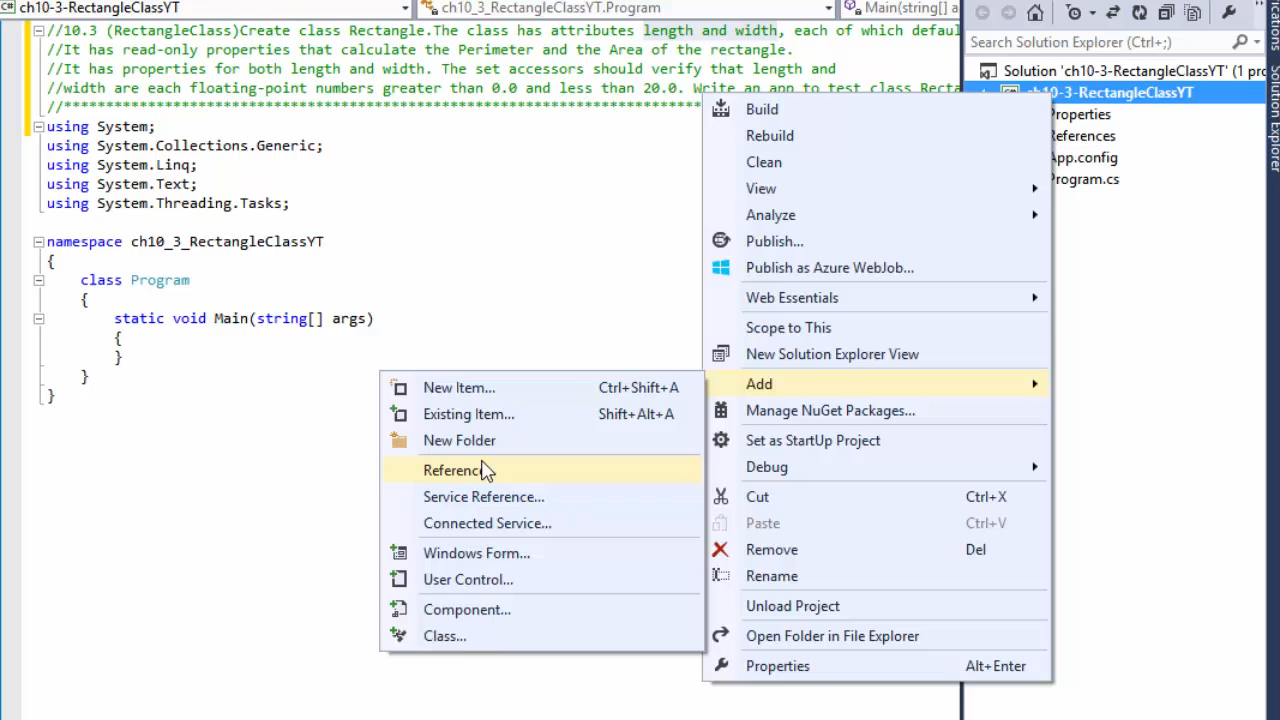 ch10-3-RectangleClassYT
ch10_3_RectangleClassYT.Program
Main(string[] a
Search Solution Explorer (Ctrl+;)
Solution 'ch10-3-RectangleClassYT' (1 pro
ch10-3-RectangleClassYT
Properties
References
App.config
Program.cs
ications
Solution Explorer
//10.3 (RectangleClass)Create class Rectangle.The class has attributes length and width, each of which defaul
//It has read-only properties that calculate the Perimeter and the Area of the rectangle.
//It has properties for both length and width. The set accessors should verify that length and
//width are each floating-point numbers greater than 0.0 and less than 20.0. Write an app to test class Recta
//******************************************************************************
using System;
using System.Collections.Generic;
using System.Linq;
using System.Text;
using System.Threading.Tasks;
namespace ch10_3_RectangleClassYT
{
class Program
{
static void Main(string[] args)
{
}
}
}
Build
Rebuild
Clean
View
Analyze
Publish...
Publish as Azure WebJob...
Web Essentials
Scope to This
New Solution Explorer View
Add
Manage NuGet Packages...
Set as StartUp Project
Debug
Cut Ctrl+X
Paste Ctrl+V
Remove Del
Rename
Unload Project
Open Folder in File Explorer
Properties Alt+Enter
New Item... Ctrl+Shift+A
Existing Item... Shift+Alt+A
New Folder
Referenc
Service Reference...
Connected Service...
Windows Form...
User Control...
Component...
Class...